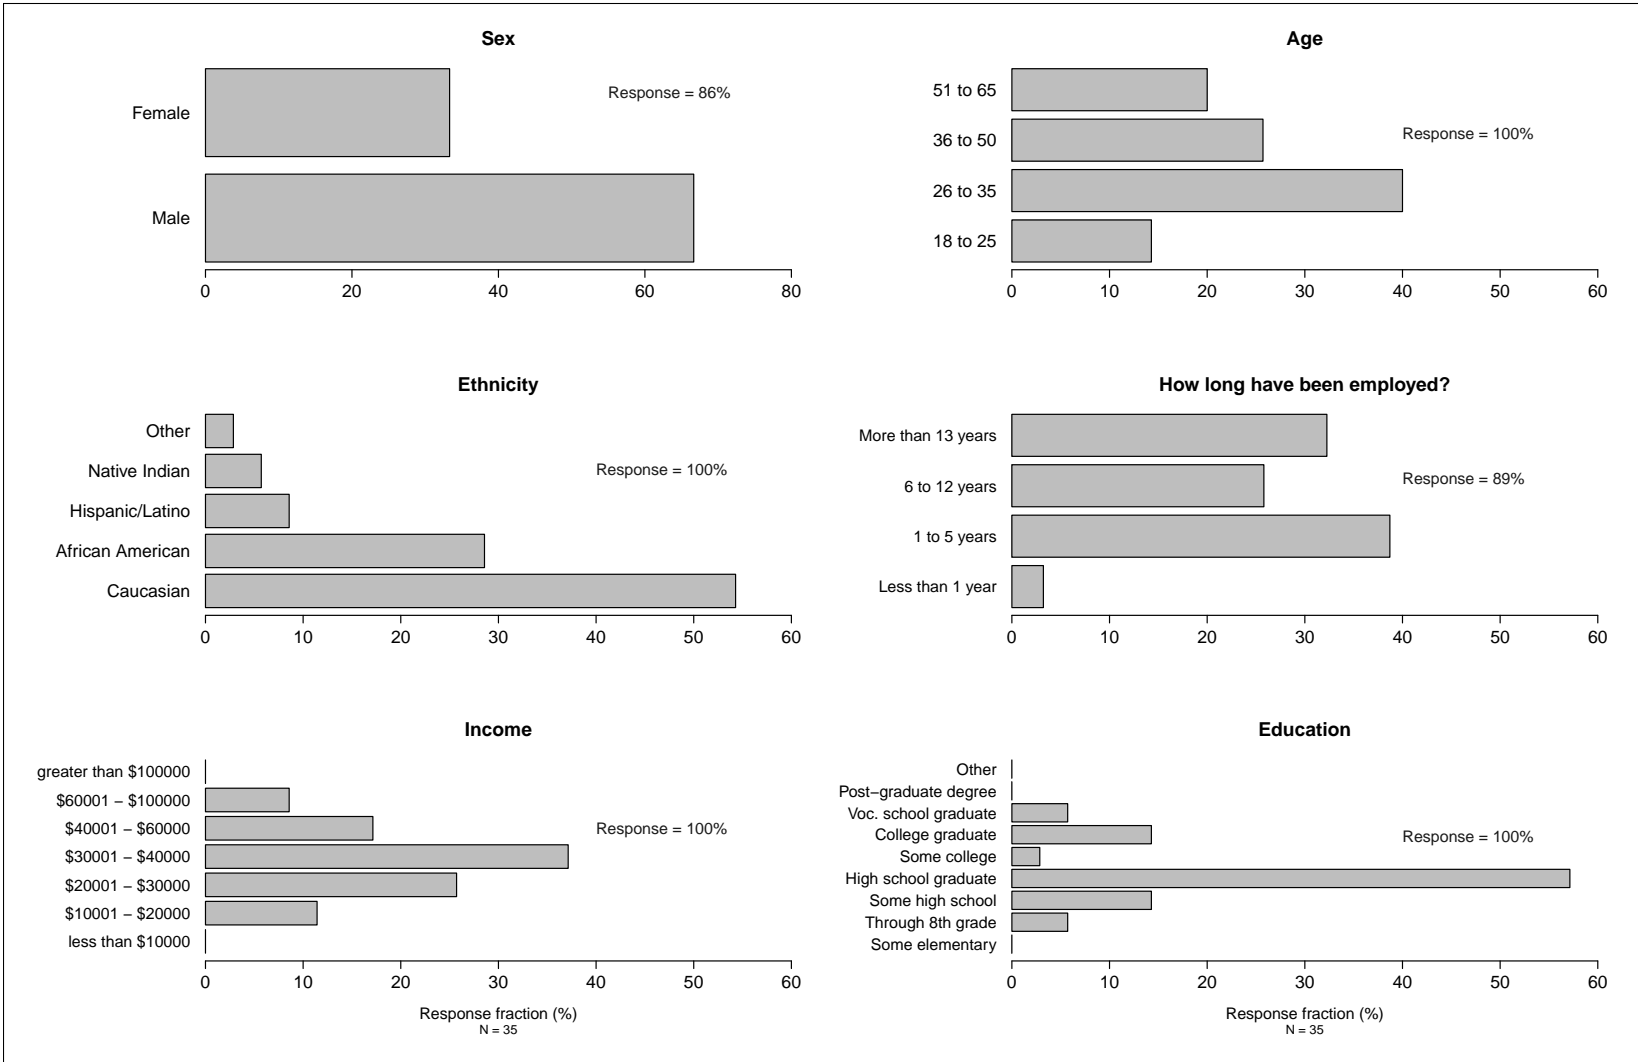 Sex
Female
Response = 86%
Male
0 20 40 60 80
Age
51 to 65
36 to 50
Response = 100%
26 to 35
18 to 25
0 10 20 30 40 50 60
Ethnicity
Other
Native Indian
Response = 100%
Hispanic/Latino
African American
Caucasian
0 10 20 30 40 50 60
How long have been employed?
More than 13 years
Response = 89%
6 to 12 years
1 to 5 years
Less than 1 year
0 10 20 30 40 50 60
Income
greater than $100000
$60001 − $100000
$40001 − $60000
Response = 100%
$30001 − $40000
$20001 − $30000
$10001 − $20000
less than $10000
0 10 20 30 40 50 60
Response fraction (%)
N = 35
Education
Other
Post−graduate degree
Voc. school graduate
College graduate
Response = 100%
Some college
High school graduate
Some high school
Through 8th grade
Some elementary
0 10 20 30 40 50 60
Response fraction (%)
N = 35